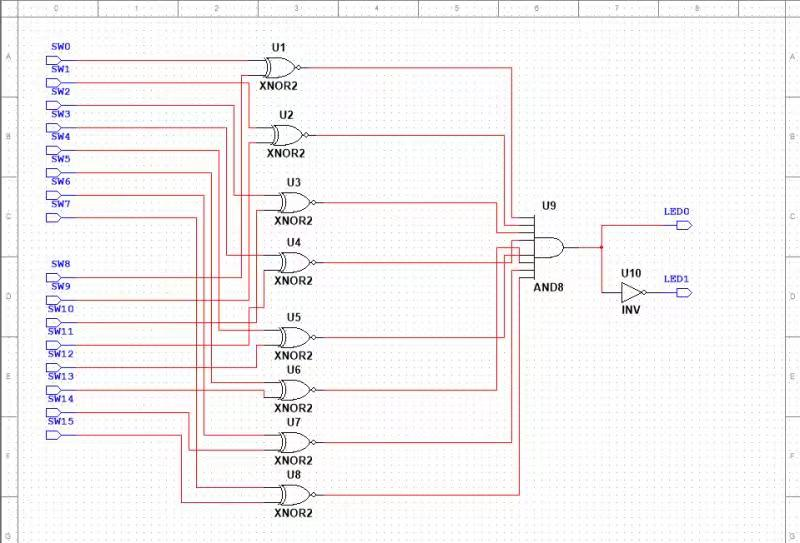 0 1 2 3 4 5 6 7 8
A A
SW0
U1
SW1
XNOR2
SW2
U2
SW3
B B
SW4
XNOR2
SW5
SW6
U3
SW7
XNOR2
C C
U9
LED0
U4
SW8
XNOR2
AND8
U10
LED1
SW9
D D
INV
SW10
U5
SW11
XNOR2
SW12
U6
SW13
E E
XNOR2
SW14
U7
SW15
XNOR2
F F
U8
XNOR2
G G